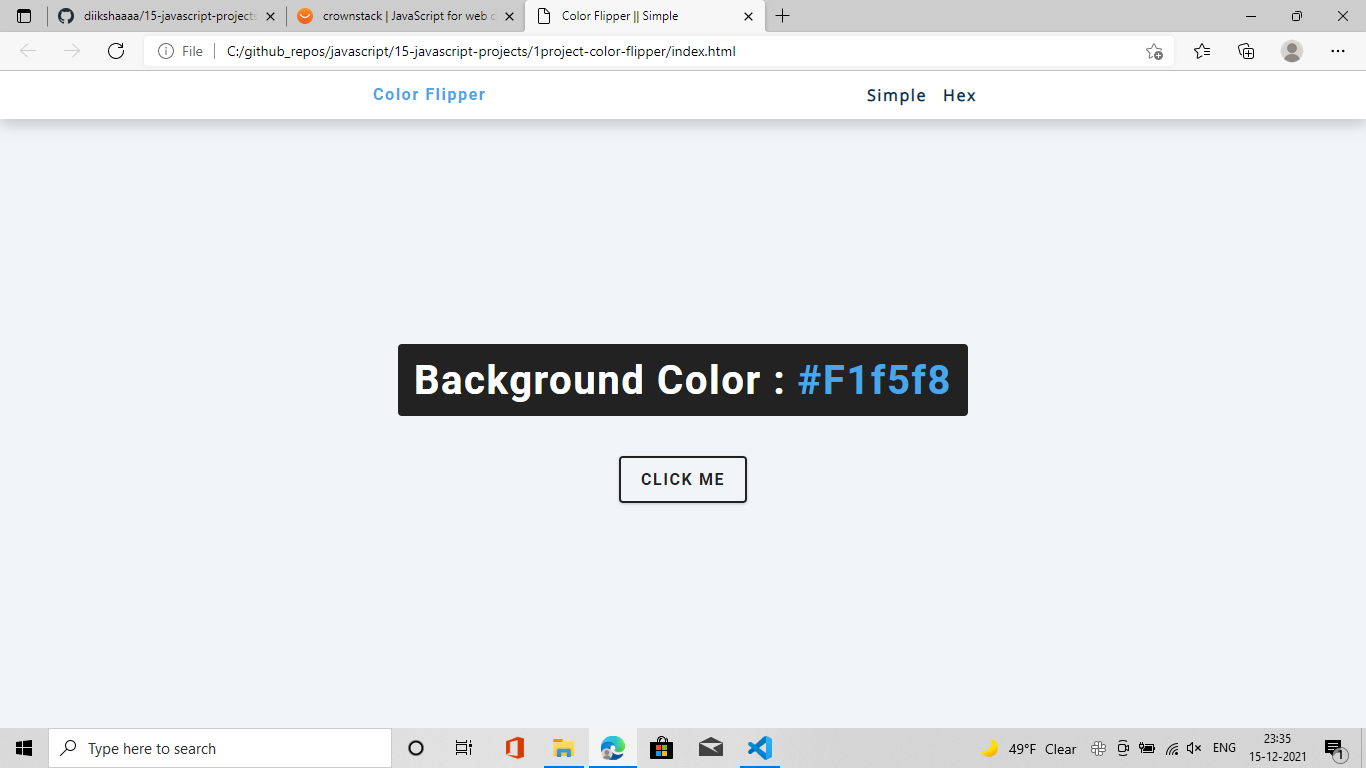 diikshaaaa/15-javascript-projects
crownstack | JavaScript for web
Color Flipper || Simple
File
C:/github_repos/javascript/15-javascript-projects/1project-color-flipper/index.html
Color Flipper
Simple Hex
Background Color : #F1f5f8
CLICK ME
Type here to search
49°F Clear
ENG
23:35
15-12-2021
1